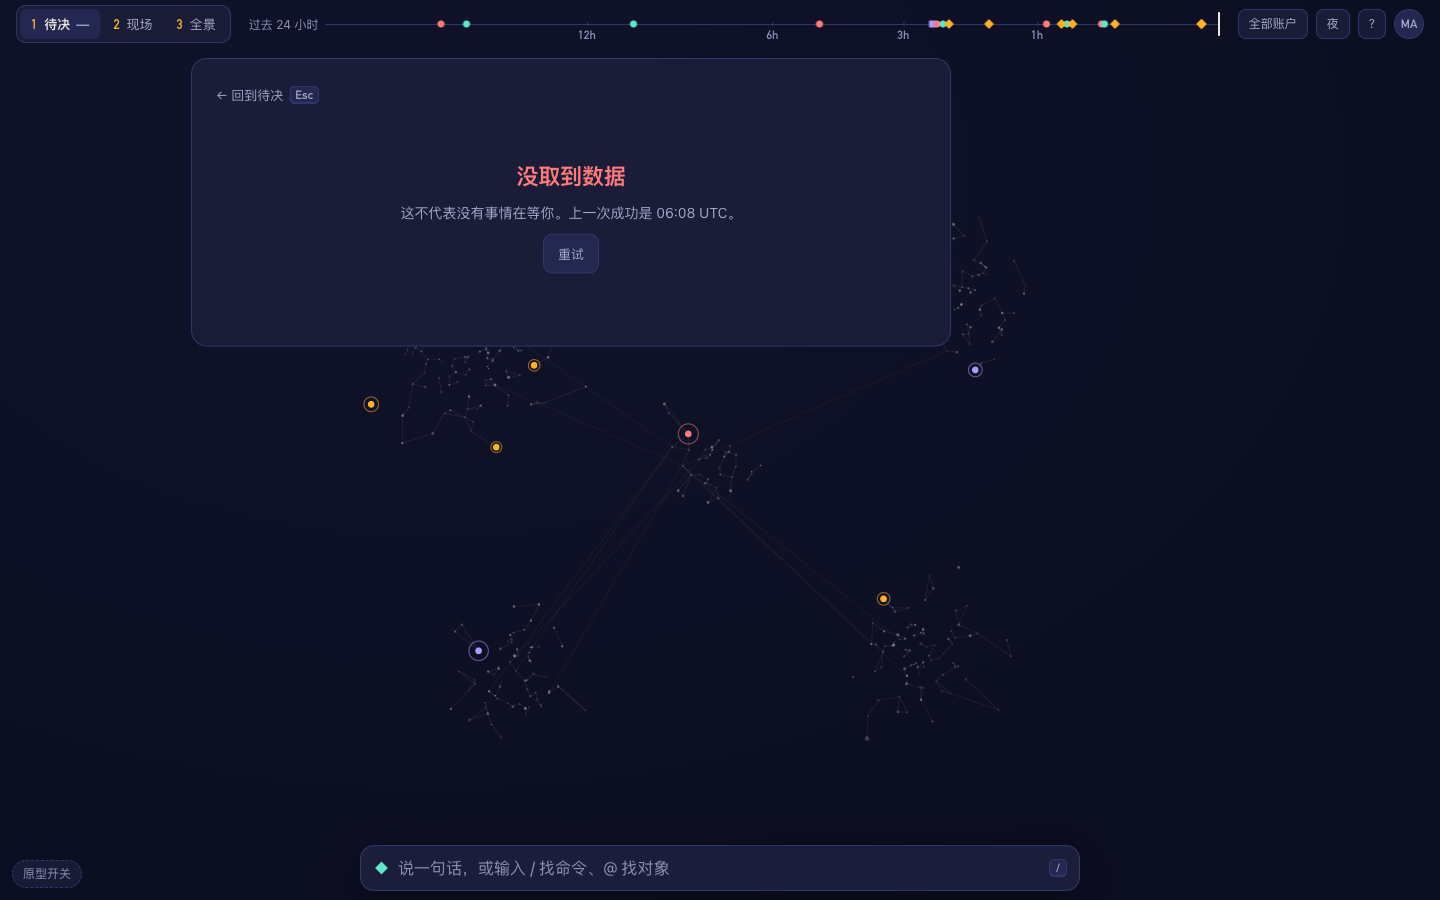 1 待决 — 2 现场 3 全景 过去 24 小时 全部账户 夜 ? MA
12h 6h 3h 1h
← 回到待决 Esc
没取到数据
这不代表没有事情在等你。上一次成功是 06:08 UTC。
重试
说一句话，或输入 / 找命令、@ 找对象 /
原型开关